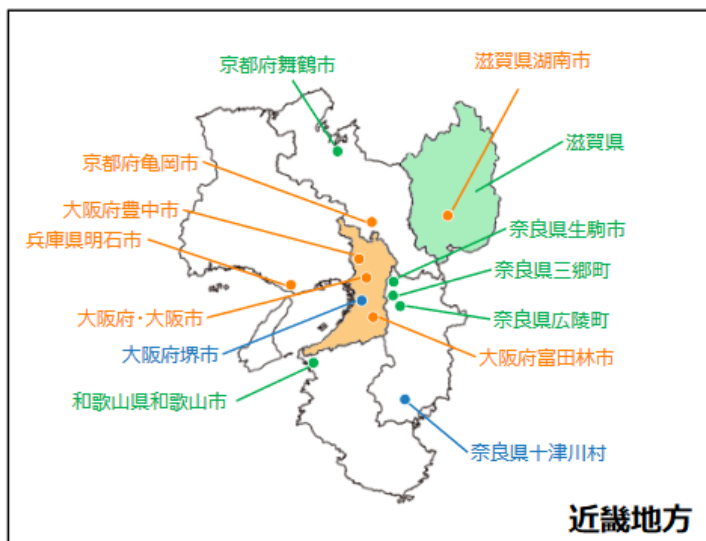 京都府舞鶴市
滋賀県湖南市
滋賀県
京都府亀岡市
大阪府豊中市
兵庫県明石市
奈良県生駒市
奈良県三郷町
大阪府・大阪市
奈良県広陵町
大阪府堺市
大阪府富田林市
和歌山県和歌山市
奈良県十津川村
近畿地方